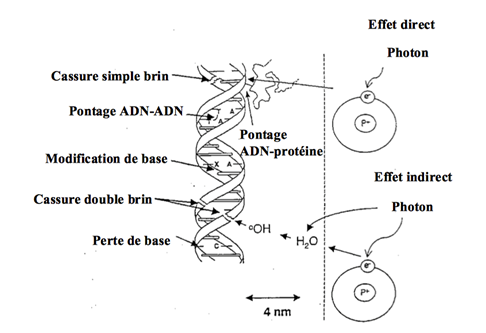 Effet direct
Photon
Cassure simple brin
e-
Pontage ADN-ADN
A
T
A
P+
Pontage
ADN-protéine
Modification de base
X A
Effet indirect
Cassure double brin
Photon
°OH
H₂O
Perte de base
C
e-
P+
4 nm